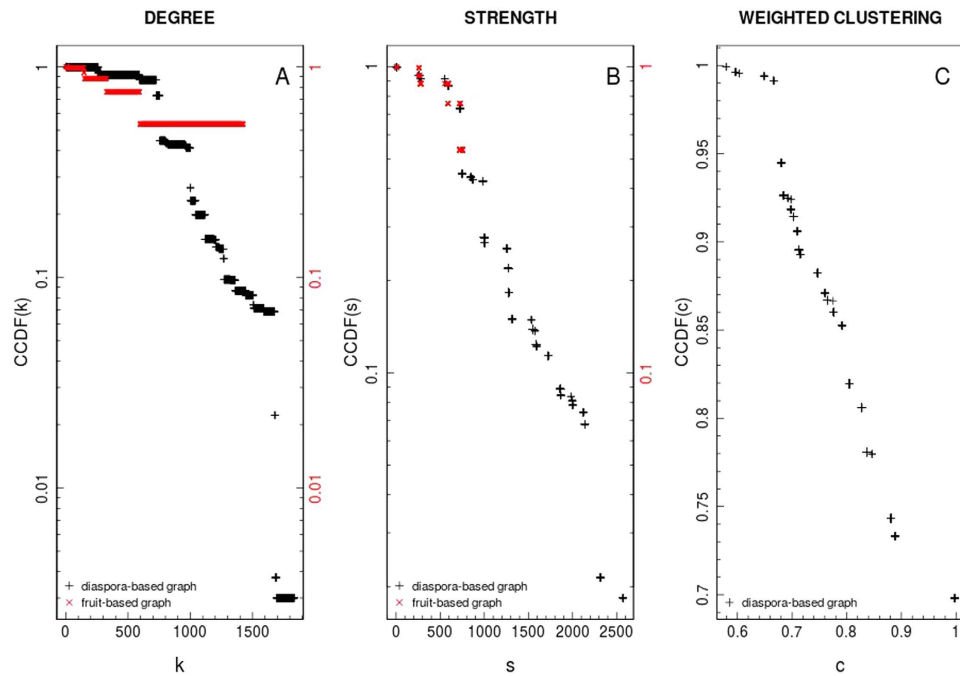 DEGREE
STRENGTH
WEIGHTED CLUSTERING
A
B
C
CCDF(k)
1
0.1
0.01
1
0.1
0.01
diaspora-based graph
fruit-based graph
0
500
1000
1500
k
CCDF(s)
1
0.1
1
0.1
diaspora-based graph
fruit-based graph
0
500
1000
1500
2000
2500
s
CCDF(c)
1
0.95
0.9
0.85
0.8
0.75
0.7
diaspora-based graph
0.6
0.7
0.8
0.9
1
c